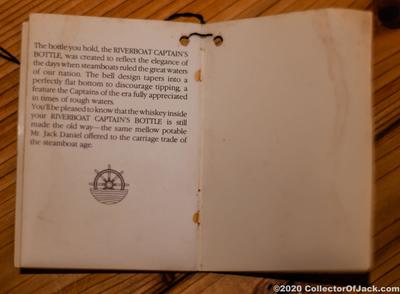 The bottle you hold, the RIVERBOAT CAPTAIN'S
BOTTLE, was created to reflect the elegance of
the days when steamboats ruled the great waters
of our nation. The bell design tapers into a
perfectly flat bottom to discourage tipping, a
feature the Captains of the era fully appreciated
in times of rough waters.
You'll be pleased to know that the whiskey inside
your RIVERBOAT CAPTAIN'S BOTTLE is still
made the old way—the same mellow potable
Mr. Jack Daniel offered to the carriage trade of
the steamboat age.
©2020 CollectorOfJack.com